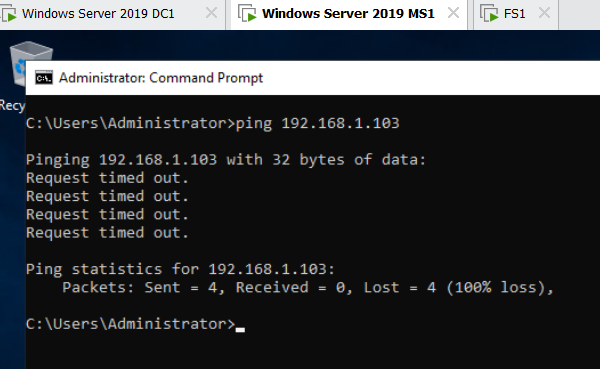 Windows Server 2019 DC1
Windows Server 2019 MS1
FS1
Recy
Administrator: Command Prompt
C:\Users\Administrator>ping 192.168.1.103
Pinging 192.168.1.103 with 32 bytes of data:
Request timed out.
Request timed out.
Request timed out.
Request timed out.
Ping statistics for 192.168.1.103:
Packets: Sent = 4, Received = 0, Lost = 4 (100% loss),
C:\Users\Administrator>